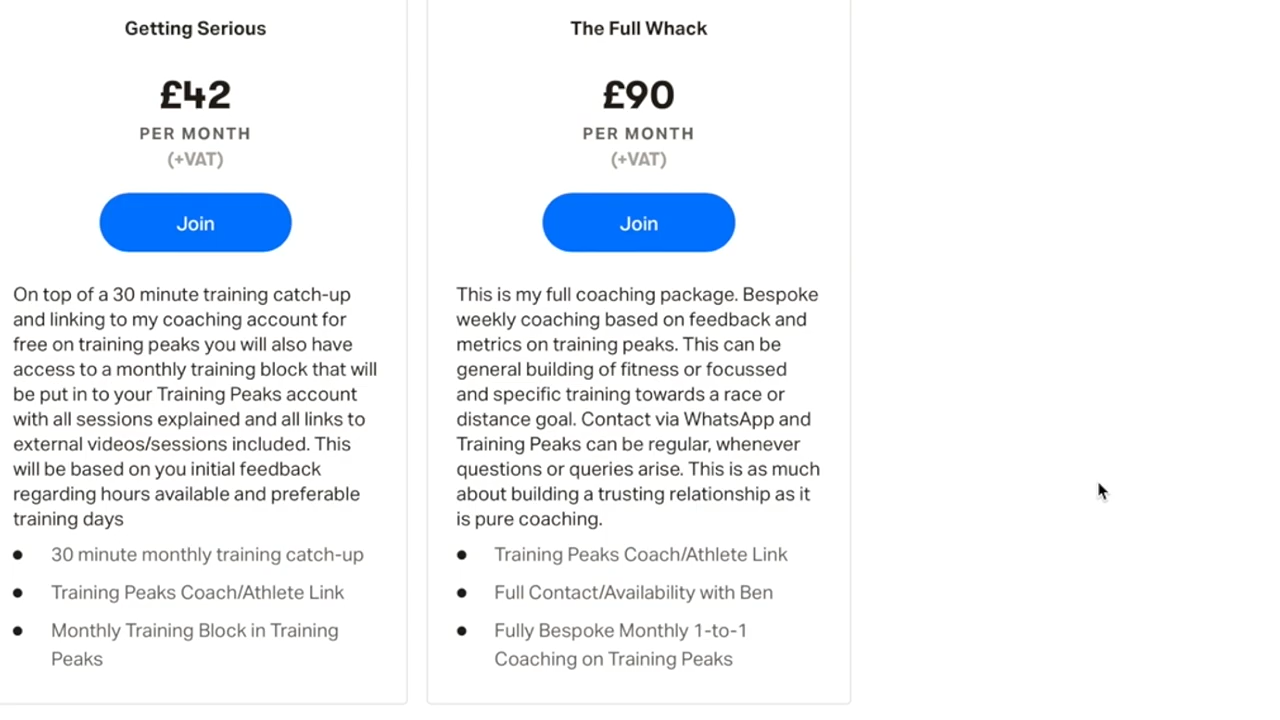 Getting Serious
£42
PER MONTH
(+VAT)
Join
On top of a 30 minute training catch-up
and linking to my coaching account for
free on training peaks you will also have
access to a monthly training block that will
be put in to your Training Peaks account
with all sessions explained and all links to
external videos/sessions included. This
will be based on you initial feedback
regarding hours available and preferable
training days
30 minute monthly training catch-up
Training Peaks Coach/Athlete Link
Monthly Training Block in Training
Peaks
The Full Whack
£90
PER MONTH
(+VAT)
Join
This is my full coaching package. Bespoke
weekly coaching based on feedback and
metrics on training peaks. This can be
general building of fitness or focussed
and specific training towards a race or
distance goal. Contact via WhatsApp and
Training Peaks can be regular, whenever
questions or queries arise. This is as much
about building a trusting relationship as it
is pure coaching.
Training Peaks Coach/Athlete Link
Full Contact/Availability with Ben
Fully Bespoke Monthly 1-to-1
Coaching on Training Peaks